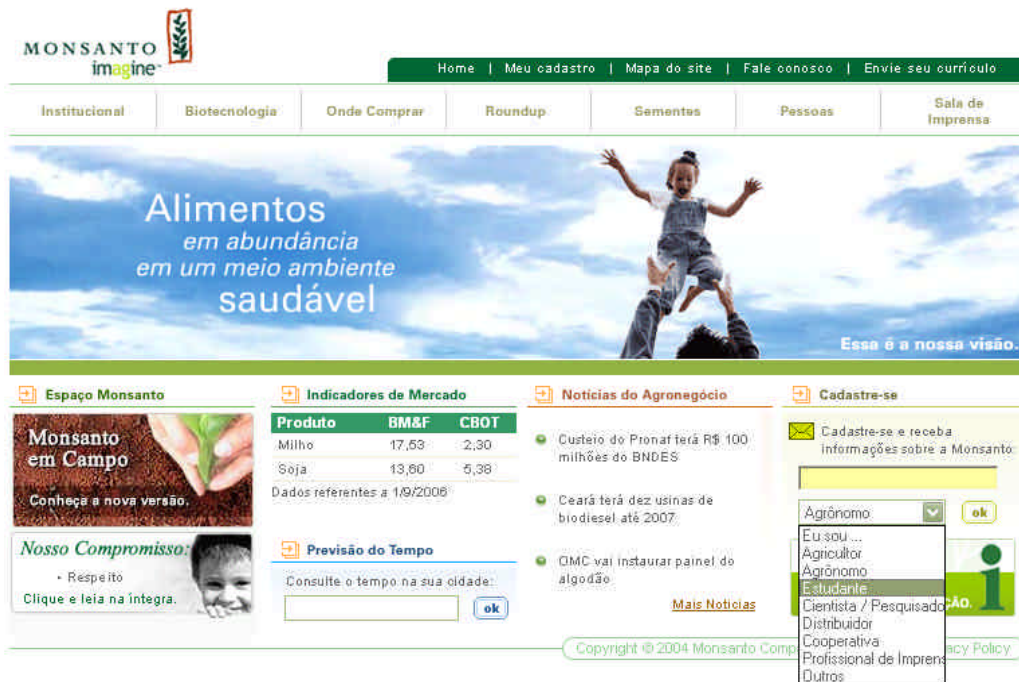 MONSANTO
imagine™
Home | Meu cadastro | Mapa do site | Fale conosco | Envie seu currículo
Institucional
Biotecnologia
Onde Comprar
Roundup
Sementes
Pessoas
Sala de
Imprensa
Alimentos
em abundância
em um meio ambiente
saudável
Essa é a nossa visão.
Espaço Monsanto
Monsanto
em Campo
Conheça a nova versão.
Nosso Compromisso:
• Respeito
Clique e leia na íntegra.
Indicadores de Mercado
Produto BM&F CBOT
Milho 17,53 2,30
Soja 13,60 5,38
Dados referentes a 1/9/2006
Previsão do Tempo
Consulte o tempo na sua cidade:
ok
Notícias do Agronegócio
Custeio do Pronaf terá R$ 100
milhões do BNDES
Ceará terá dez usinas de
biodiesel até 2007
OMC vai instaurar painel do
algodão
Mais Noticias
Cadastre-se
Cadastre-se e receba
informações sobre a Monsanto:
Agrônomo
ok
Eu sou ...
Agricultor
Agrônomo
Estudante
Cientista / Pesquisado
Distribuidor
Cooperativa
Profissional de Imprens
Outros
ÇÃO.
Copyright © 2004 Monsanto Comp
acy Policy